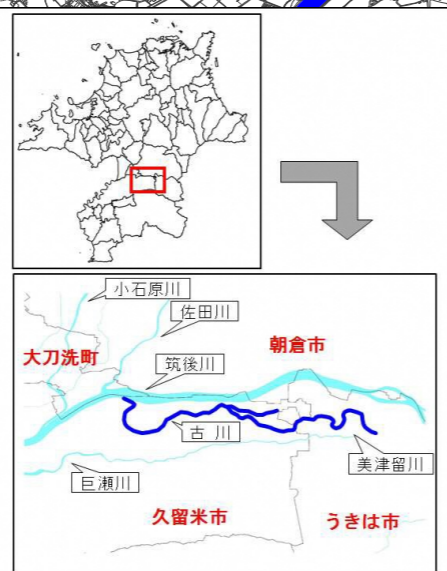 小石原川
佐田川
朝倉市
大刀洗町
筑後川
古 川
美津留川
巨瀬川
久留米市
うきは市